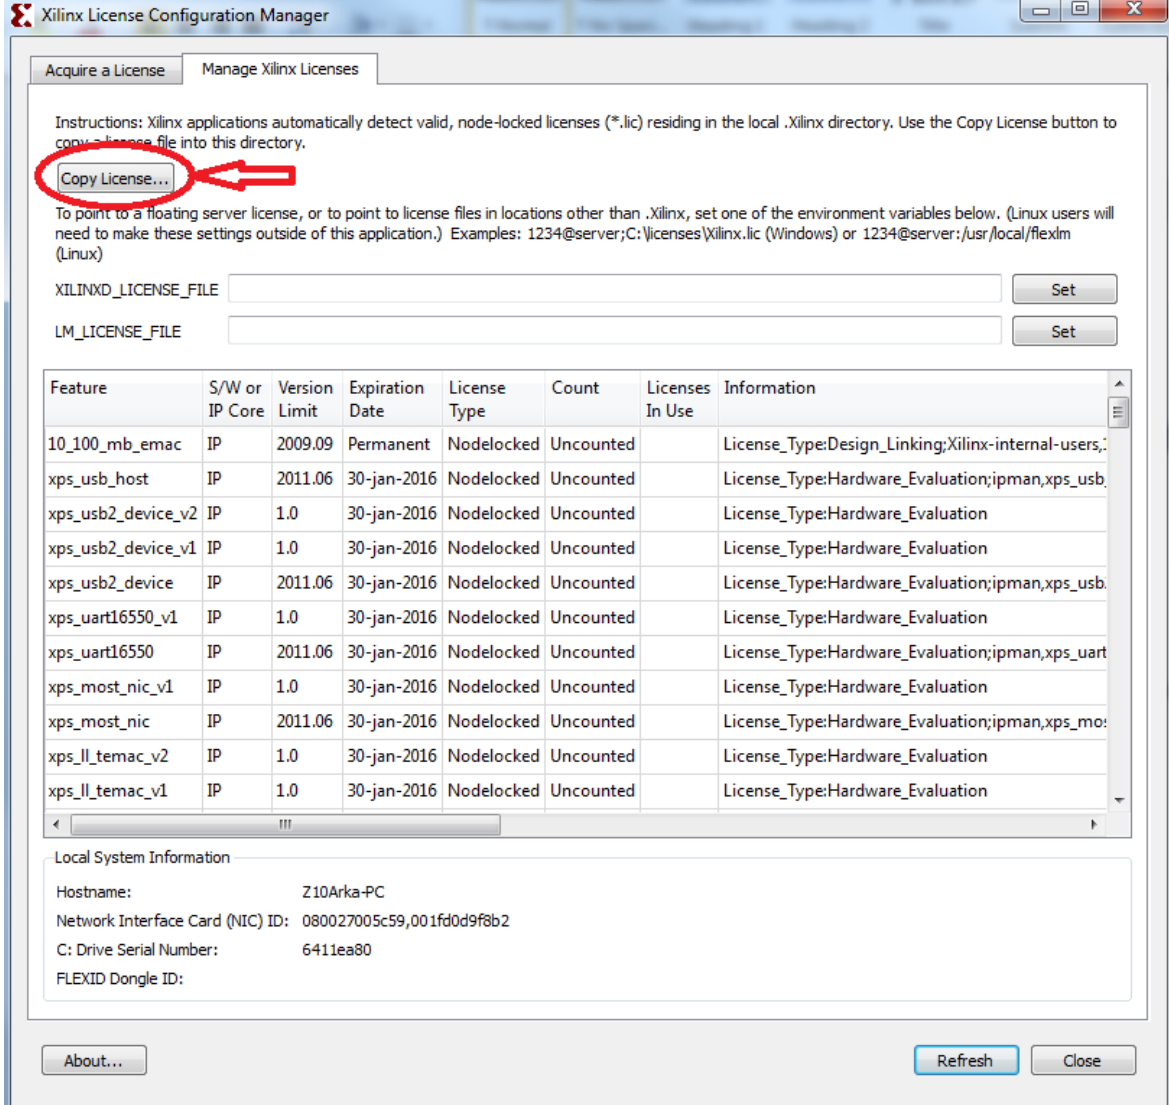 Xilinx License Configuration Manager
Acquire a License
Manage Xilinx Licenses
Instructions: Xilinx applications automatically detect valid, node-locked licenses (*.lic) residing in the local .Xilinx directory. Use the Copy License button to
copy a license file into this directory.
Copy License...
To point to a floating server license, or to point to license files in locations other than .Xilinx, set one of the environment variables below. (Linux users will
need to make these settings outside of this application.) Examples: 1234@server;C:\licenses\Xilinx.lic (Windows) or 1234@server:/usr/local/flexlm
(Linux)
XILINXD_LICENSE_FILE Set
LM_LICENSE_FILE Set
Feature S/W or Version Expiration License Count Licenses Information
IP Core Limit Date Type In Use
10_100_mb_emac IP 2009.09 Permanent Nodelocked Uncounted License_Type:Design_Linking;Xilinx-internal-users,
xps_usb_host IP 2011.06 30-jan-2016 Nodelocked Uncounted License_Type:Hardware_Evaluation;ipman,xps_usb_
xps_usb2_device_v2 IP 1.0 30-jan-2016 Nodelocked Uncounted License_Type:Hardware_Evaluation
xps_usb2_device_v1 IP 1.0 30-jan-2016 Nodelocked Uncounted License_Type:Hardware_Evaluation
xps_usb2_device IP 2011.06 30-jan-2016 Nodelocked Uncounted License_Type:Hardware_Evaluation;ipman,xps_usb
xps_uart16550_v1 IP 1.0 30-jan-2016 Nodelocked Uncounted License_Type:Hardware_Evaluation
xps_uart16550 IP 2011.06 30-jan-2016 Nodelocked Uncounted License_Type:Hardware_Evaluation;ipman,xps_uart
xps_most_nic_v1 IP 1.0 30-jan-2016 Nodelocked Uncounted License_Type:Hardware_Evaluation
xps_most_nic IP 2011.06 30-jan-2016 Nodelocked Uncounted License_Type:Hardware_Evaluation;ipman,xps_mos
xps_ll_temac_v2 IP 1.0 30-jan-2016 Nodelocked Uncounted License_Type:Hardware_Evaluation
xps_ll_temac_v1 IP 1.0 30-jan-2016 Nodelocked Uncounted License_Type:Hardware_Evaluation
Local System Information
Hostname: Z10Arka-PC
Network Interface Card (NIC) ID: 080027005c59,001fd0d9f8b2
C: Drive Serial Number: 6411ea80
FLEXID Dongle ID:
About... Refresh Close